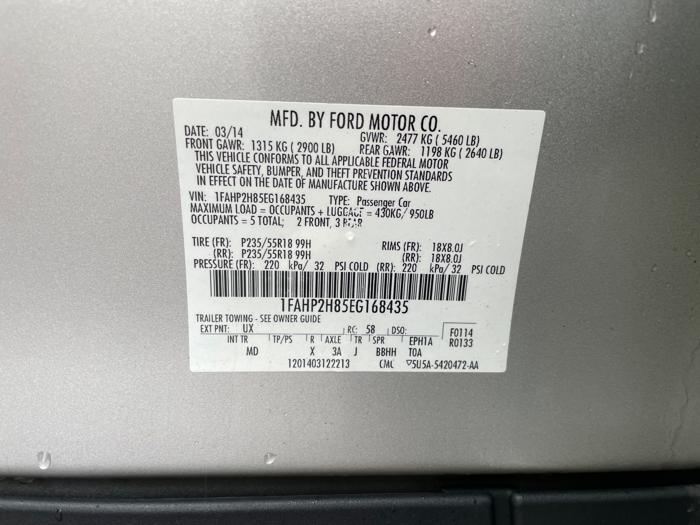 MFD. BY FORD MOTOR CO.
DATE: 03/14 GVWR: 2477 KG ( 5460 LB)
FRONT GAWR: 1315 KG ( 2900 LB) REAR GAWR: 1198 KG ( 2640 LB)
THIS VEHICLE CONFORMS TO ALL APPLICABLE FEDERAL MOTOR
VEHICLE SAFETY, BUMPER, AND THEFT PREVENTION STANDARDS
IN EFFECT ON THE DATE OF MANUFACTURE SHOWN ABOVE.
VIN: 1FAHP2H85EG168435 TYPE: Passenger Car
MAXIMUM LOAD = OCCUPANTS + LUGGAGE = 430KG/ 950LB
OCCUPANTS = 5 TOTAL; 2 FRONT, 3 REAR
TIRE (FR): P235/55R18 99H RIMS (FR): 18X8.0J
(RR): P235/55R18 99H (RR): 18X8.0J
PRESSURE (FR): 220 kPa/ 32 PSI COLD (RR): 220 kPa/ 32 PSI COLD
1FAHP2H85EG168435
TRAILER TOWING - SEE OWNER GUIDE
EXT PNT: UX RC: 58 DSO: F0114
INT TR TP/PS R AXLE TR SPR EPH1A R0133
MD X 3A J BBHH T0A
1201403122213 CMC ▽5U5A-5420472-AA